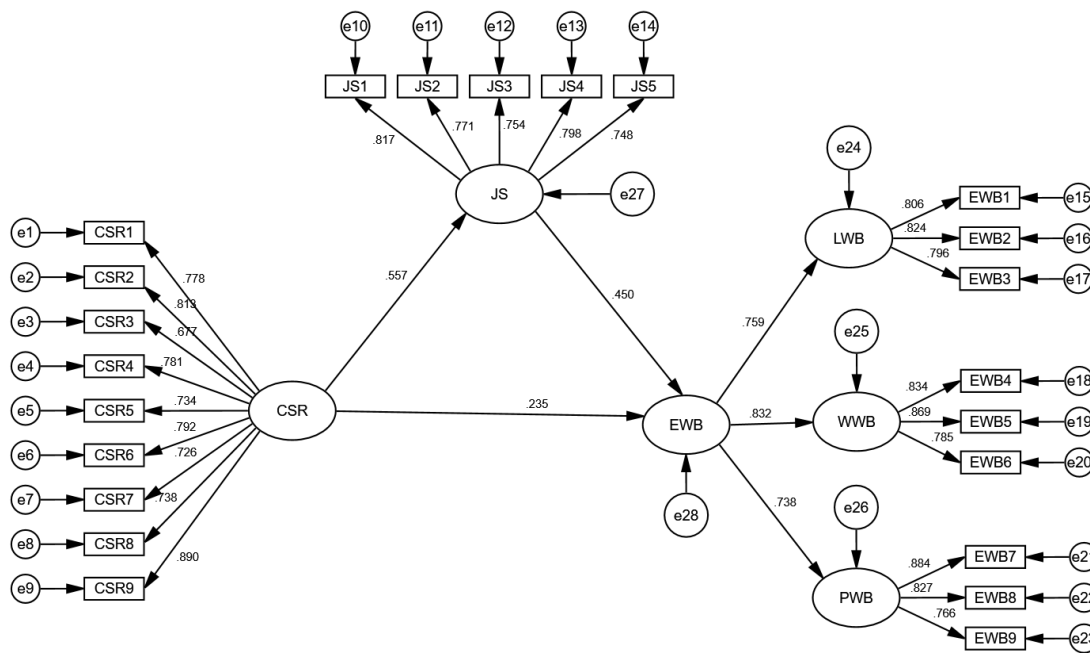 e10 e11 e12 e13 e14
JS1 JS2 JS3 JS4 JS5
.817 .771 .754 .798 .748
JS e27
e24
LWB
.806 EWB1 e15
.824 EWB2 e16
.796 EWB3 e17
e1 CSR1 .778
e2 CSR2 .813
e3 CSR3 .677
e4 CSR4 .781
e5 CSR5 .734
e6 CSR6 .792
e7 CSR7 .726
e8 CSR8 .738
e9 CSR9 .890
CSR
.557
.450
.235
EWB
e28
.759
.832
.738
e25
WWB
.834 EWB4 e18
.869 EWB5 e19
.785 EWB6 e20
e26
PWB
.884 EWB7 e21
.827 EWB8 e22
.766 EWB9 e23